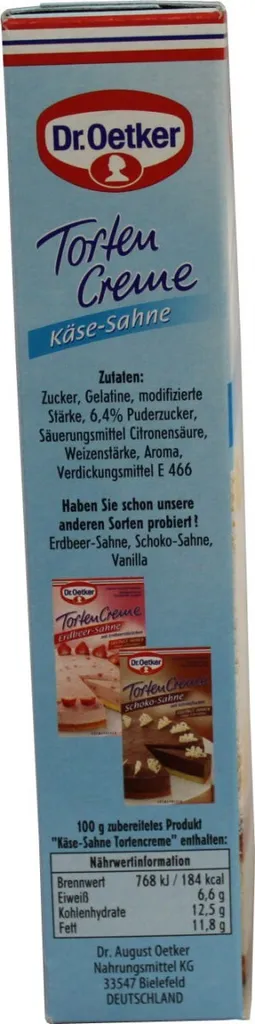 Dr.Oetker
Torten
Creme
Käse-Sahne
Zutaten:
Zucker, Gelatine, modifizierte
Stärke, 6,4% Puderzucker,
Säuerungsmittel Citronensäure,
Weizenstärke, Aroma,
Verdickungsmittel E 466
Haben Sie schon unsere
anderen Sorten probiert!
Erdbeer-Sahne, Schoko-Sahne,
Vanilla
Dr.Oetker
TortenCreme
Erdbeer-Sahne
Dr.Oetker
TortenCreme
Schoko-Sahne
100 g zubereitetes Produkt
"Käse-Sahne Tortencreme" enthalten:
Nährwertinformation
Brennwert 768 kJ / 184 kcal
Eiweiß 6,6 g
Kohlenhydrate 12,5 g
Fett 11,8 g
Dr. August Oetker
Nahrungsmittel KG
33547 Bielefeld
DEUTSCHLAND